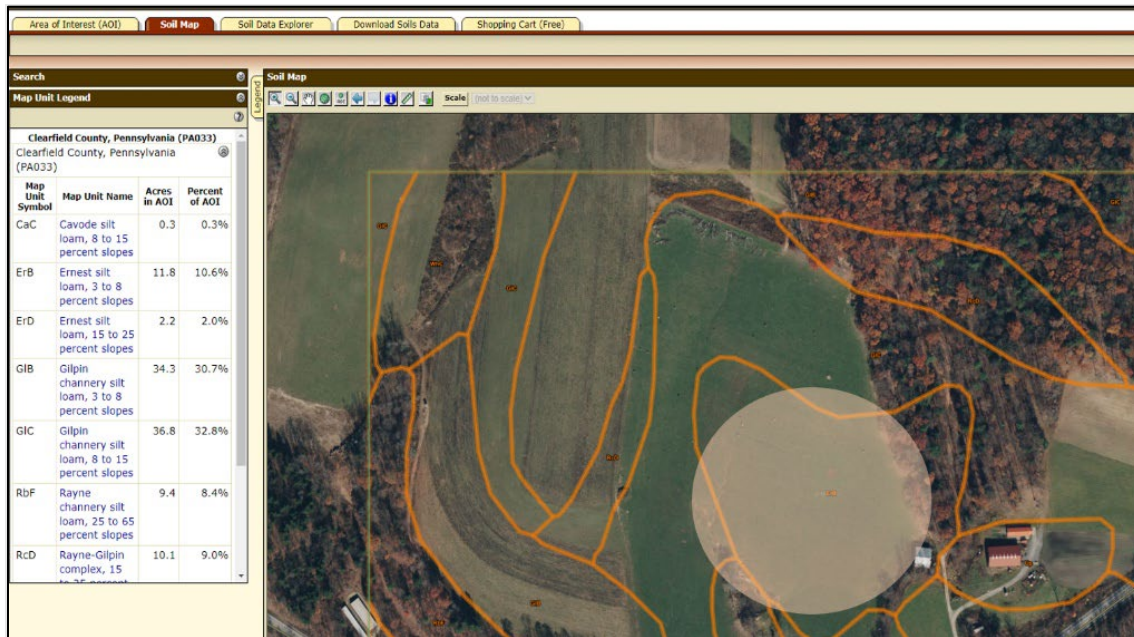 Area of Interest (AOI)
Soil Map
Soil Data Explorer
Download Soils Data
Shopping Cart (Free)
Search
Map Unit Legend
Clearfield County, Pennsylvania (PA033)
Clearfield County, Pennsylvania
(PA033)
Map
Unit
Symbol
Map Unit Name
Acres
in AOI
Percent
of AOI
CaC
Cavode silt
loam, 8 to 15
percent slopes
0.3
0.3%
ErB
Ernest silt
loam, 3 to 8
percent slopes
11.8
10.6%
ErD
Ernest silt
loam, 15 to 25
percent slopes
2.2
2.0%
GlB
Gilpin
channery silt
loam, 3 to 8
percent slopes
34.3
30.7%
GlC
Gilpin
channery silt
loam, 8 to 15
percent slopes
36.8
32.8%
RbF
Rayne
channery silt
loam, 25 to 65
percent slopes
9.4
8.4%
RcD
Rayne-Gilpin
complex, 15
10.1
9.0%
Legend
Soil Map
Scale
(not to scale)
GlC
GlC
RcD
GlB